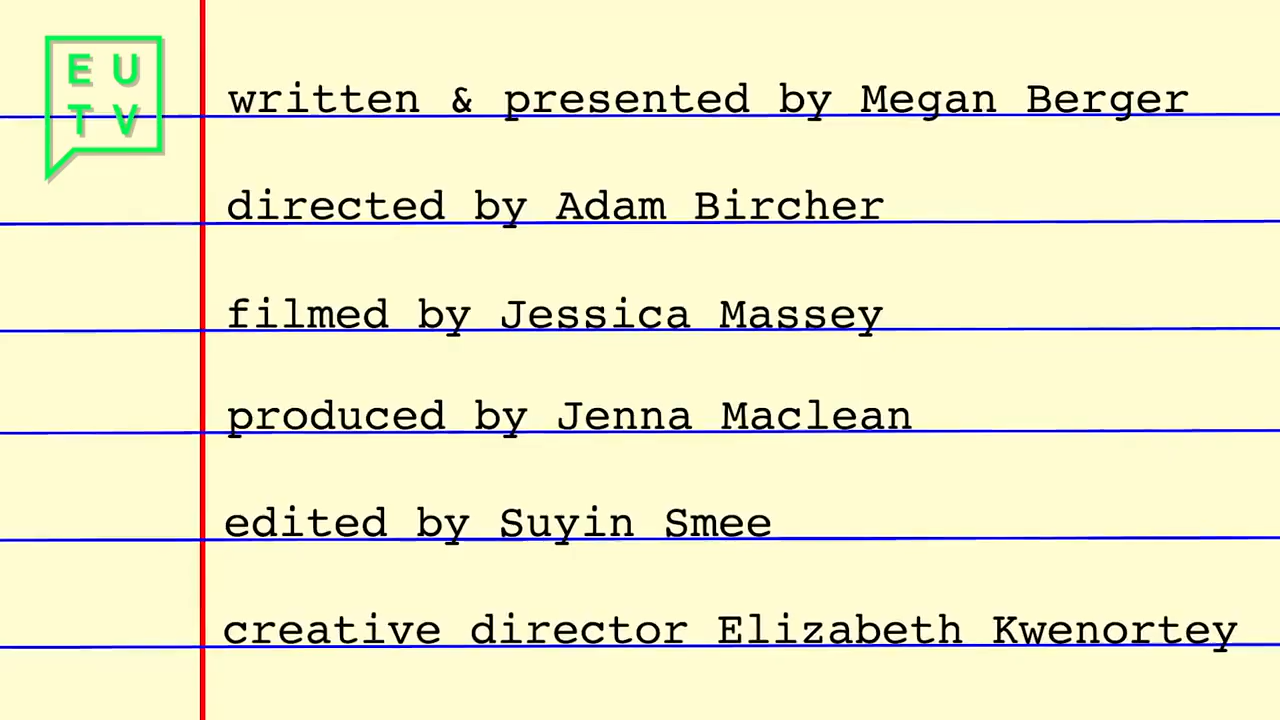 E U
T V
written & presented by Megan Berger
directed by Adam Bircher
filmed by Jessica Massey
produced by Jenna Maclean
edited by Suyin Smee
creative director Elizabeth Kwenortey